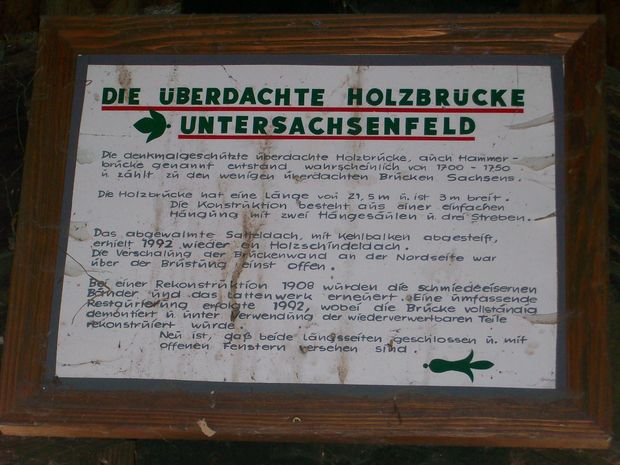 DIE ÜBERDACHTE HOLZBRÜCKE
UNTERSACHSENFELD
Die denkmalgeschützte überdachte Holzbrücke, auch Hammer-
brücke genannt entstand wahrscheinlich von 1700 - 1750
u zählt zu den wenigen überdachten Brücken Sachsens.
Die Holzbrücke hat eine Länge von 21,5 m u. ist 3 m breit.
Die Konstruktion besteht aus einer einfachen
Hängung mit zwei Hängesäulen u. drei Streben.
Das abgewalmte Satteldach, mit Kehlbalken abgesteift,
erhielt 1992 wieder ein Holzschindeldach.
Die Verschalung der Brückenwand an der Nordseite war
über der Brüstung einst offen.
Bei einer Rekonstruktion 1908 wurden die schmiedeeisernen
Bänder und das Lattenwerk erneuert. Eine umfassende
Restaurierung erfolgte 1992, wobei die Brücke vollständig
demontiert u. unter Verwendung der wiederverwertbaren Teile
rekonstruiert wurde.
Neu ist, daß beide Längsseiten geschlossen u. mit
offenen Fenstern versehen sind.